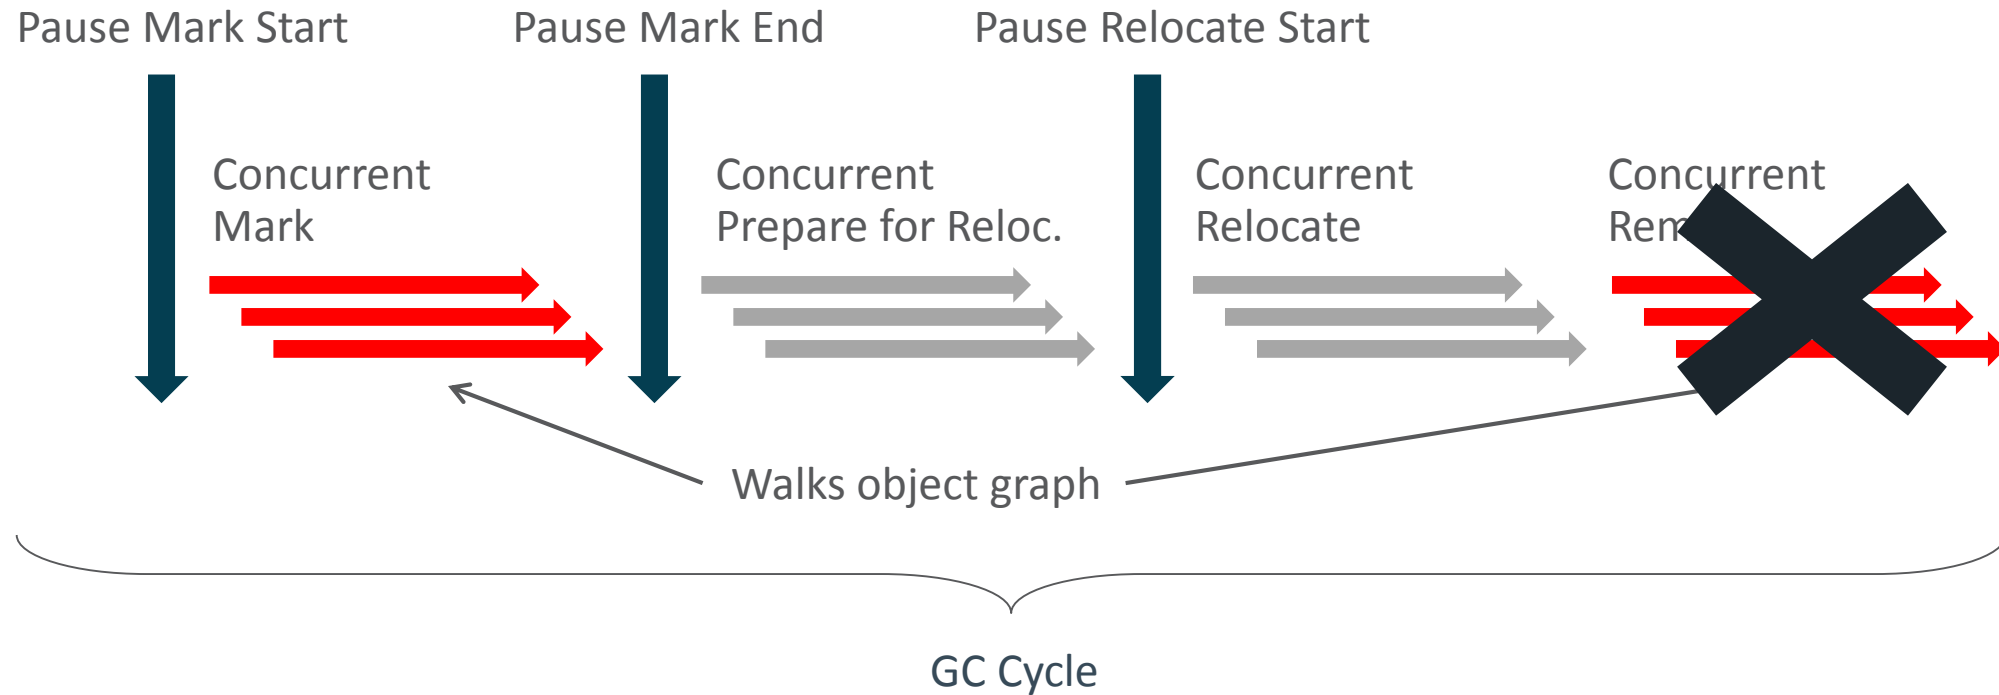 Pause Mark Start
Pause Mark End
Pause Relocate Start
Concurrent
Mark
Concurrent
Prepare for Reloc.
Concurrent
Relocate
Concurrent
Walks object graph
GC Cycle